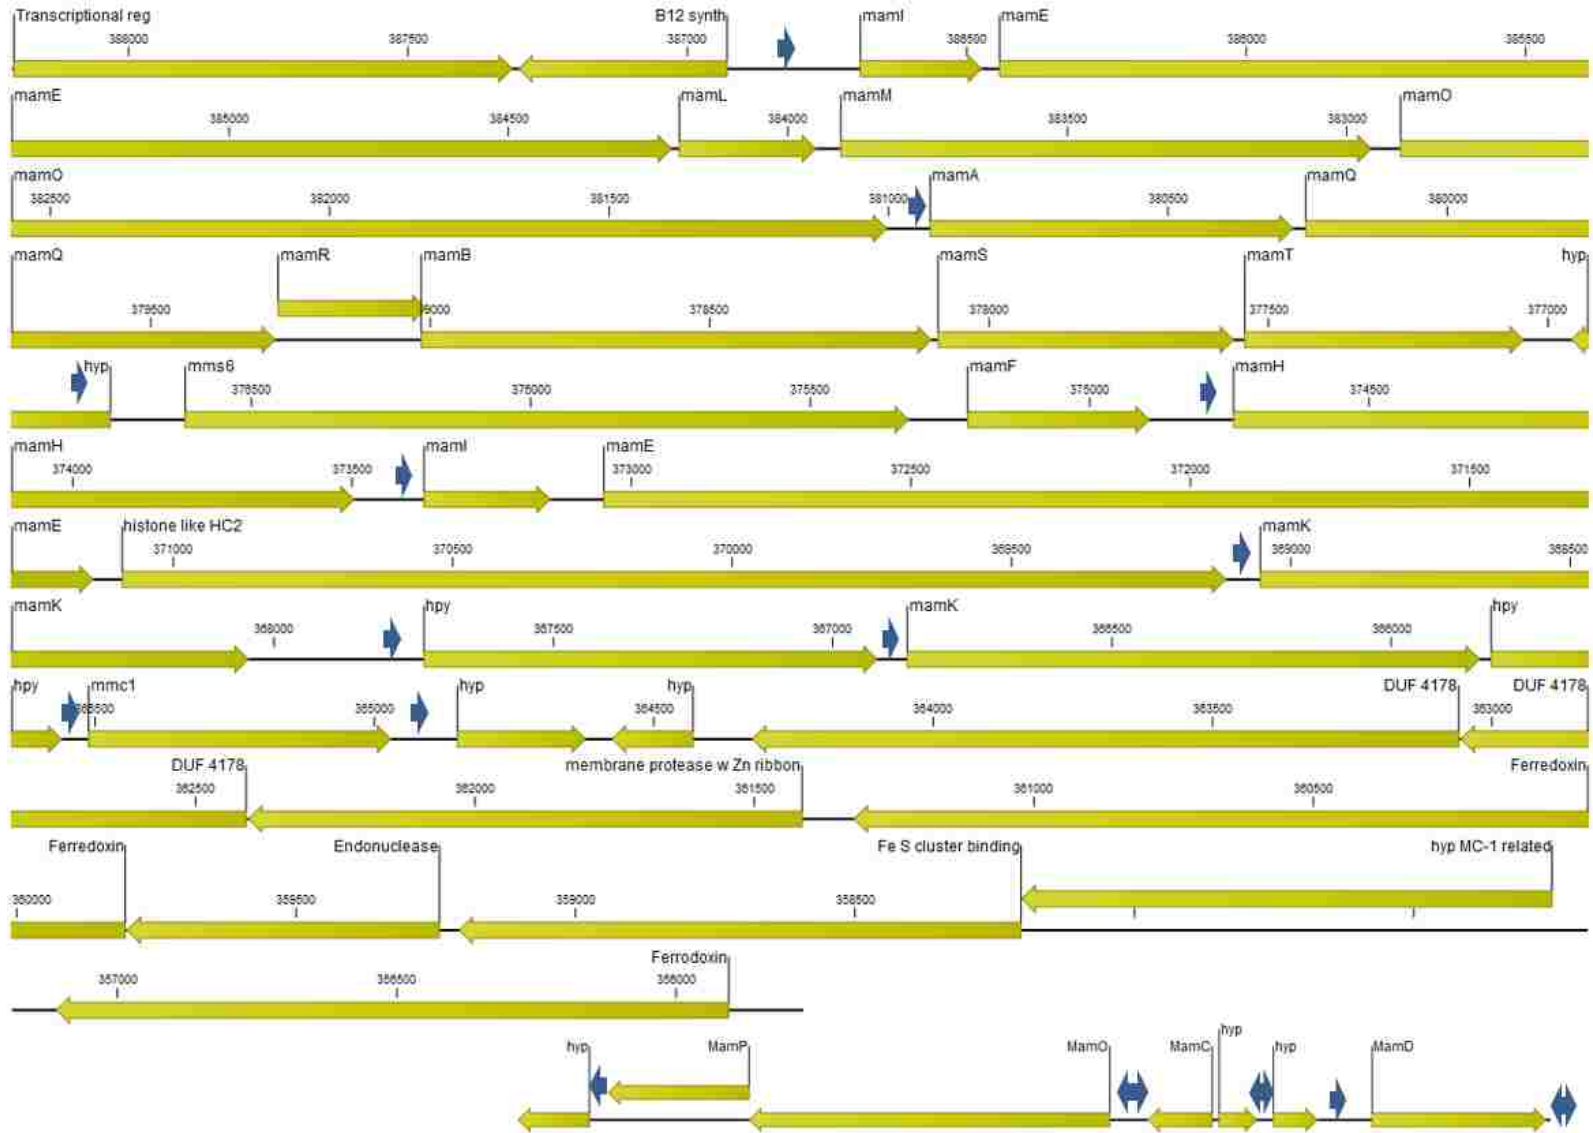 Transcriptional reg B12 synth mamI mamE
388000 387500 387000 386500 386000 385500
mamE mamL mamM mamO
385000 384500 384000 383500 383000
mamO mamA mamQ
382500 382000 381500 381000 380500 380000
mamQ mamR mamB mamS mamT hyp
379500 9000 378500 378000 377500 377000
hyp mms6 mamF mamH
376500 376000 375500 375000 374500
mamH mamI mamE
374000 373500 373000 372500 372000 371500
mamE histone like HC2 mamK
371000 370500 370000 369500 369000 368500
mamK hpy mamK hpy
368000 367500 367000 366500 366000
hpy mmc1 hyp hyp DUF 4178 DUF 4178
365500 365000 364500 364000 363500 363000
DUF 4178 membrane protease w Zn ribbon Ferredoxin
362500 362000 361500 361000 360500
Ferredoxin Endonuclease Fe S cluster binding hyp MC-1 related
360000 359500 359000 358500
Ferrodoxin
357000 356500 356000
hyp
hyp MamP MamO MamC hyp MamD